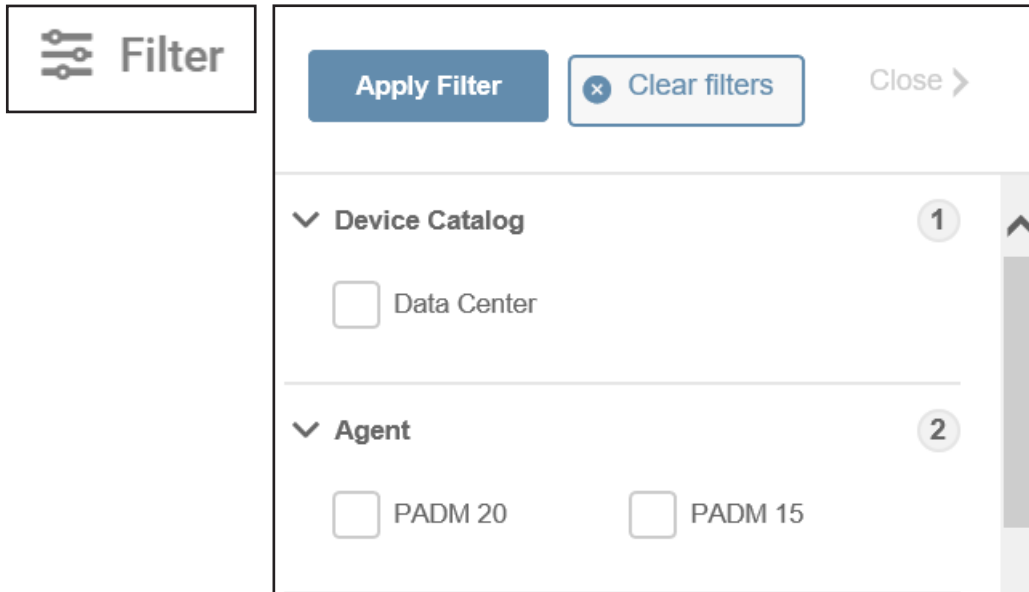 Filter
Apply Filter
Clear filters
Close
Device Catalog
1
Data Center
Agent
2
PADM 20
PADM 15